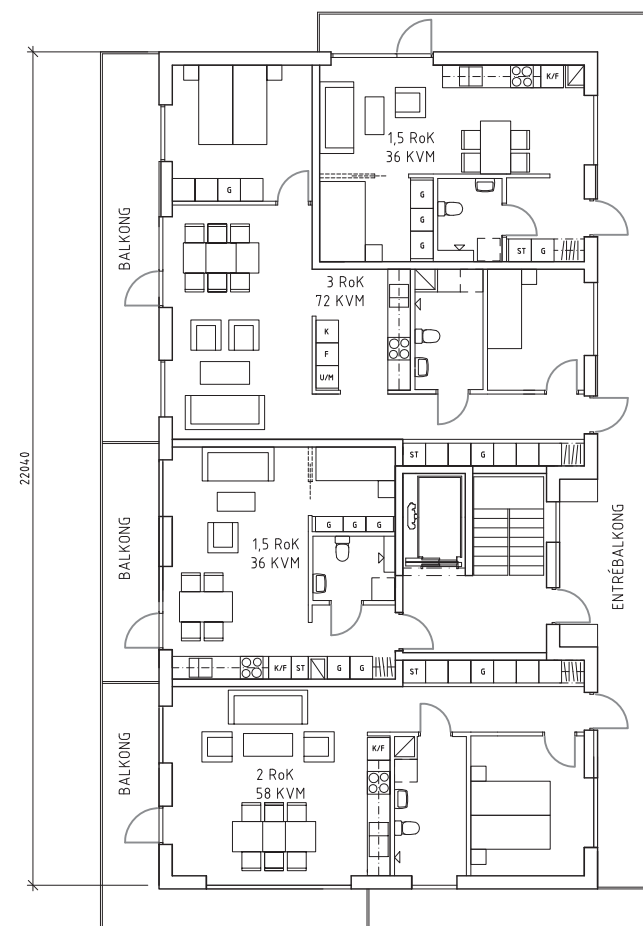 K/F
1,5 RoK
36 KVM
G
G
G
G
ST
G
BALKONG
3 RoK
72 KVM
K
F
U/M
ST
G
22040
BALKONG
1,5 RoK
36 KVM
G
G
G
ENTRÉBALKONG
K/F
ST
G
G
ST
G
BALKONG
K/F
2 RoK
58 KVM